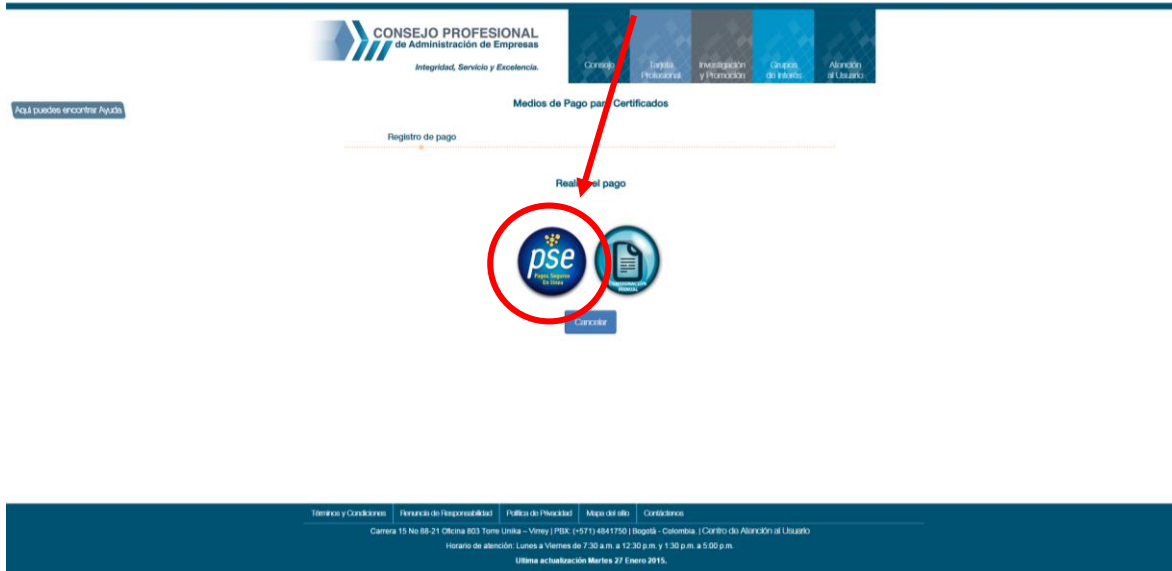 CONSEJO PROFESIONAL
de Administración de Empresas
Integridad, Servicio y Excelencia.
Consejo
Tarjeta Profesional
Investigación y Promoción
Grupos de Interés
Atención al Usuario
Aquí puedes encontrar Ayuda
Medios de Pago para Certificados
Registro de pago
el pago
pse
Pagos Seguros
En Línea
Cancelar
Términos y Condiciones Renuncia de Responsabilidad Política de Privacidad Mapa del sitio Contáctenos
Carrera 15 No 88-21 Oficina 803 Torre Unika – Virrey | PBX: (+571) 4841750 | Bogotá - Colombia. | Centro de Atención al Usuario
Horario de atención: Lunes a Viernes de 7:30 a.m. a 12:30 p.m. y 1:30 p.m. a 5:00 p.m.
Ultima actualización Martes 27 Enero 2015.